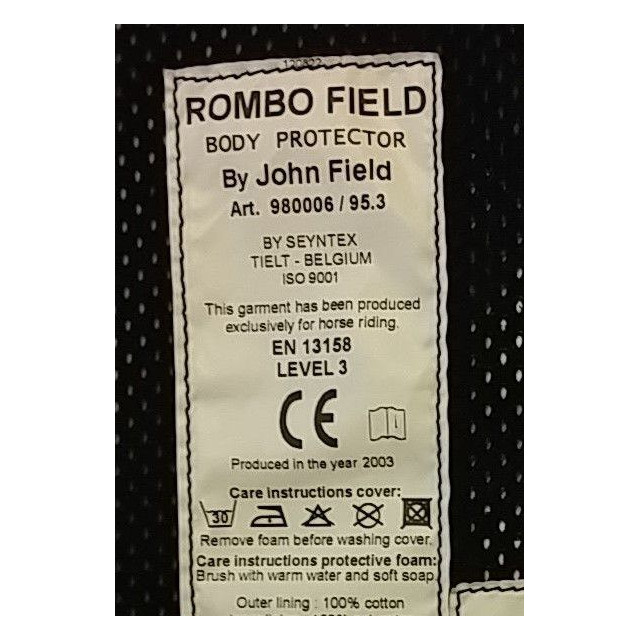 120822
ROMBO FIELD
BODY PROTECTOR
By John Field
Art. 980006 / 95.3
BY SEYNTEX
TIELT - BELGIUM
ISO 9001
This garment has been produced
exclusively for horse riding.
EN 13158
LEVEL 3
CE
Produced in the year 2003
Care instructions cover:
30
Remove foam before washing cover.
Care instructions protective foam:
Brush with warm water and soft soap.
Outer lining : 100% cotton